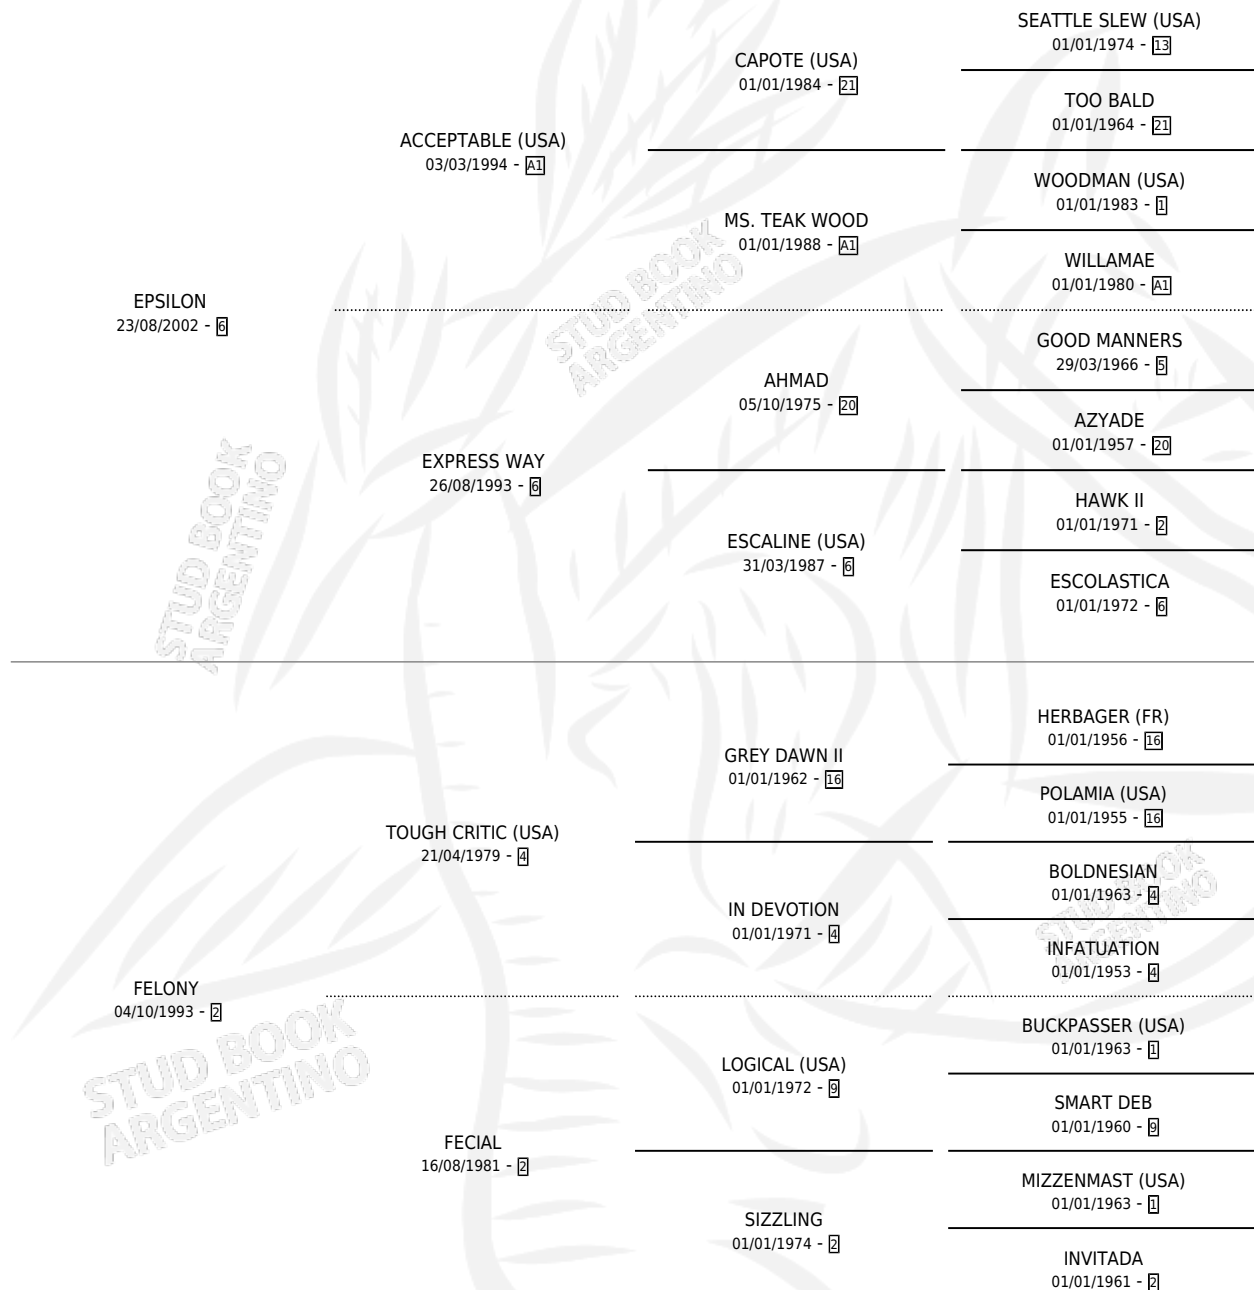 EPSILON
23/08/2002 - 6
ACCEPTABLE (USA)
03/03/1994 - A1
EXPRESS WAY
26/08/1993 - 6
CAPOTE (USA)
01/01/1984 - 21
MS. TEAK WOOD
01/01/1988 - A1
AHMAD
05/10/1975 - 20
ESCALINE (USA)
31/03/1987 - 6
SEATTLE SLEW (USA)
01/01/1974 - 13
TOO BALD
01/01/1964 - 21
WOODMAN (USA)
01/01/1983 - 1
WILLAMAE
01/01/1980 - A1
GOOD MANNERS
29/03/1966 - 5
AZYADE
01/01/1957 - 20
HAWK II
01/01/1971 - 2
ESCOLASTICA
01/01/1972 - 6
FELONY
04/10/1993 - 2
TOUGH CRITIC (USA)
21/04/1979 - 4
FECIAL
16/08/1981 - 2
GREY DAWN II
01/01/1962 - 16
IN DEVOTION
01/01/1971 - 4
LOGICAL (USA)
01/01/1972 - 9
SIZZLING
01/01/1974 - 2
HERBAGER (FR)
01/01/1956 - 16
POLAMIA (USA)
01/01/1955 - 16
BOLDNESIAN
01/01/1963 - 4
INFATUATION
01/01/1953 - 4
BUCKPASSER (USA)
01/01/1963 - 1
SMART DEB
01/01/1960 - 9
MIZZENMAST (USA)
01/01/1963 - 1
INVITADA
01/01/1961 - 2
STUD BOOK
ARGENTINO
STUD BOOK
ARGENTINO
STUD BOOK
ARGENTINO
STUD BOOK
ARGENTINO